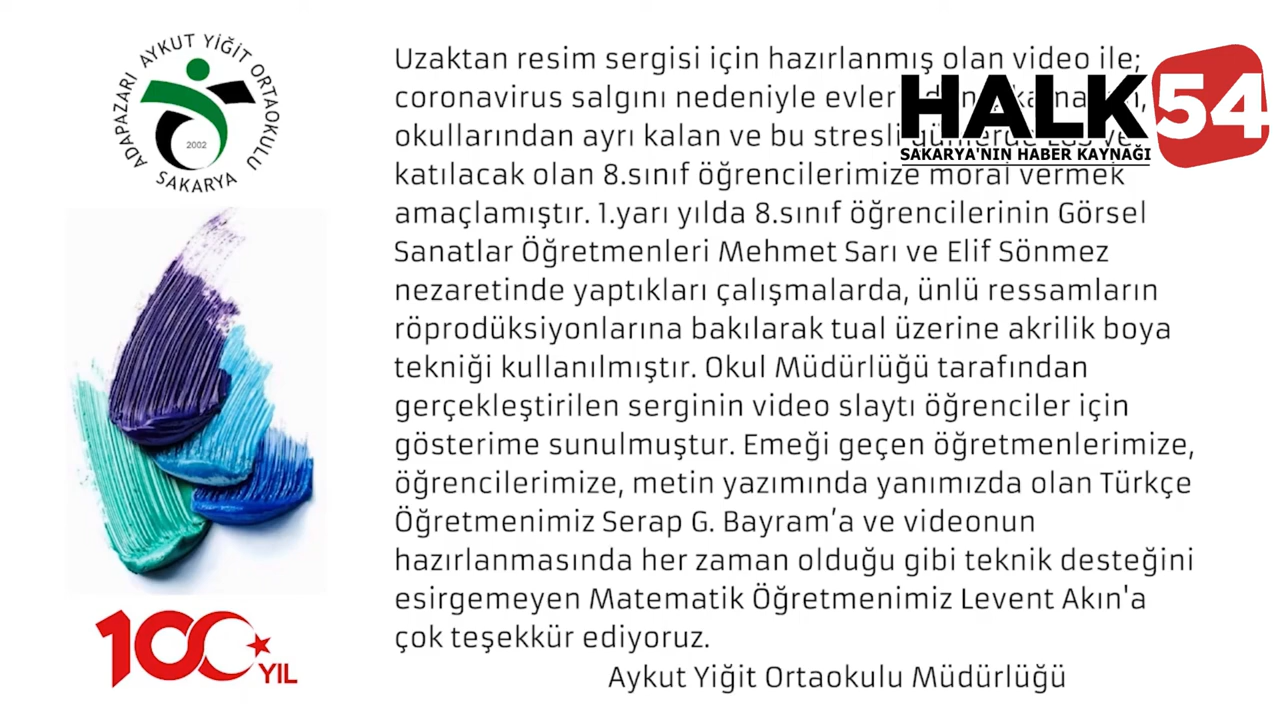 ADAPAZARI AYKUT YİĞİT ORTAOKULU
2002
SAKARYA
100 YIL
HALK54
SAKARYA'NIN HABER KAYNAĞI
Uzaktan resim sergisi için hazırlanmış olan video ile;
coronavirus salgını nedeniyle
okullarından ayrı kalan ve bu stresli
katılacak olan 8.sınıf öğrencilerimize moral vermek
amaçlamıştır. 1.yarı yılda 8.sınıf öğrencilerinin Görsel
Sanatlar Öğretmenleri Mehmet Sarı ve Elif Sönmez
nezaretinde yaptıkları çalışmalarda, ünlü ressamların
röprodüksiyonlarına bakılarak tual üzerine akrilik boya
tekniği kullanılmıştır. Okul Müdürlüğü tarafından
gerçekleştirilen serginin video slaytı öğrenciler için
gösterime sunulmuştur. Emeği geçen öğretmenlerimize,
öğrencilerimize, metin yazımında yanımızda olan Türkçe
Öğretmenimiz Serap G. Bayram’a ve videonun
hazırlanmasında her zaman olduğu gibi teknik desteğini
esirgemeyen Matematik Öğretmenimiz Levent Akın'a
çok teşekkür ediyoruz.
Aykut Yiğit Ortaokulu Müdürlüğü